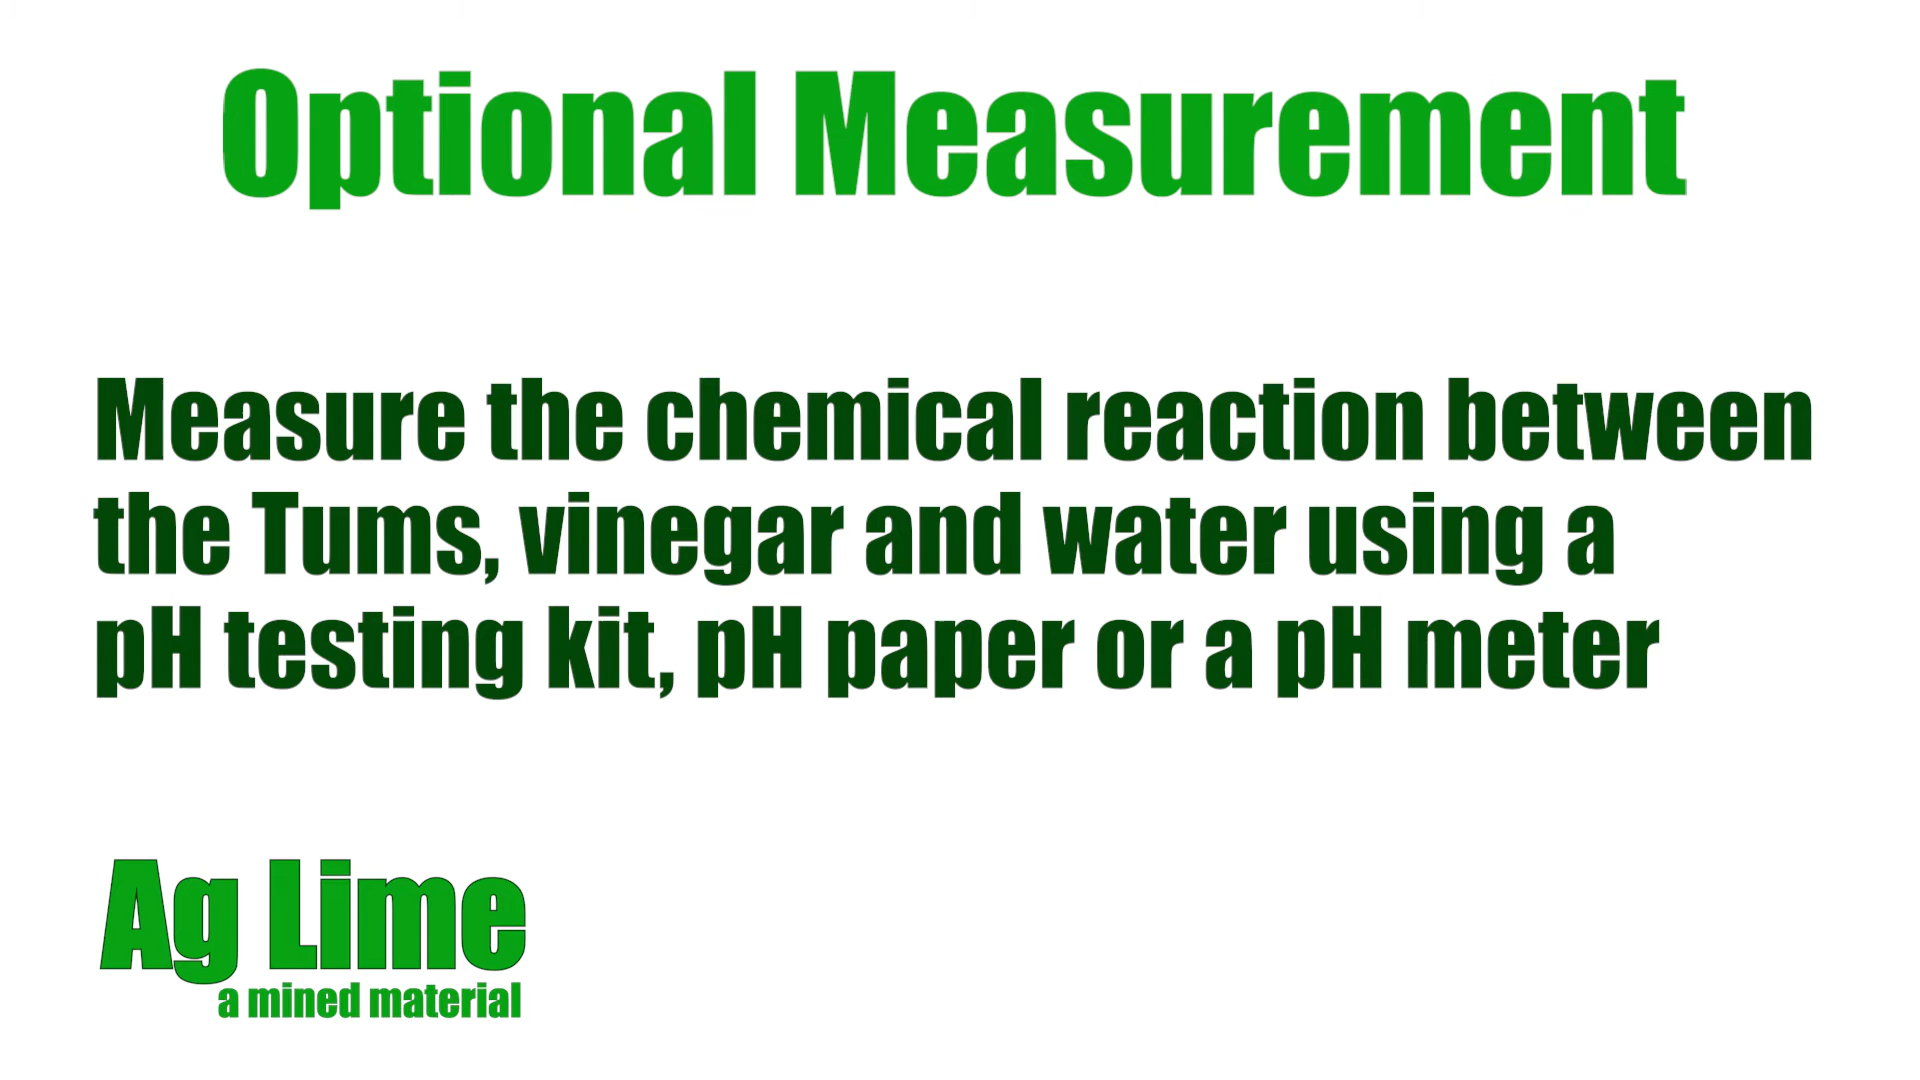 Optional Measurement
Measure the chemical reaction between
the Tums, vinegar and water using a
pH testing kit, pH paper or a pH meter
Ag Lime
a mined material